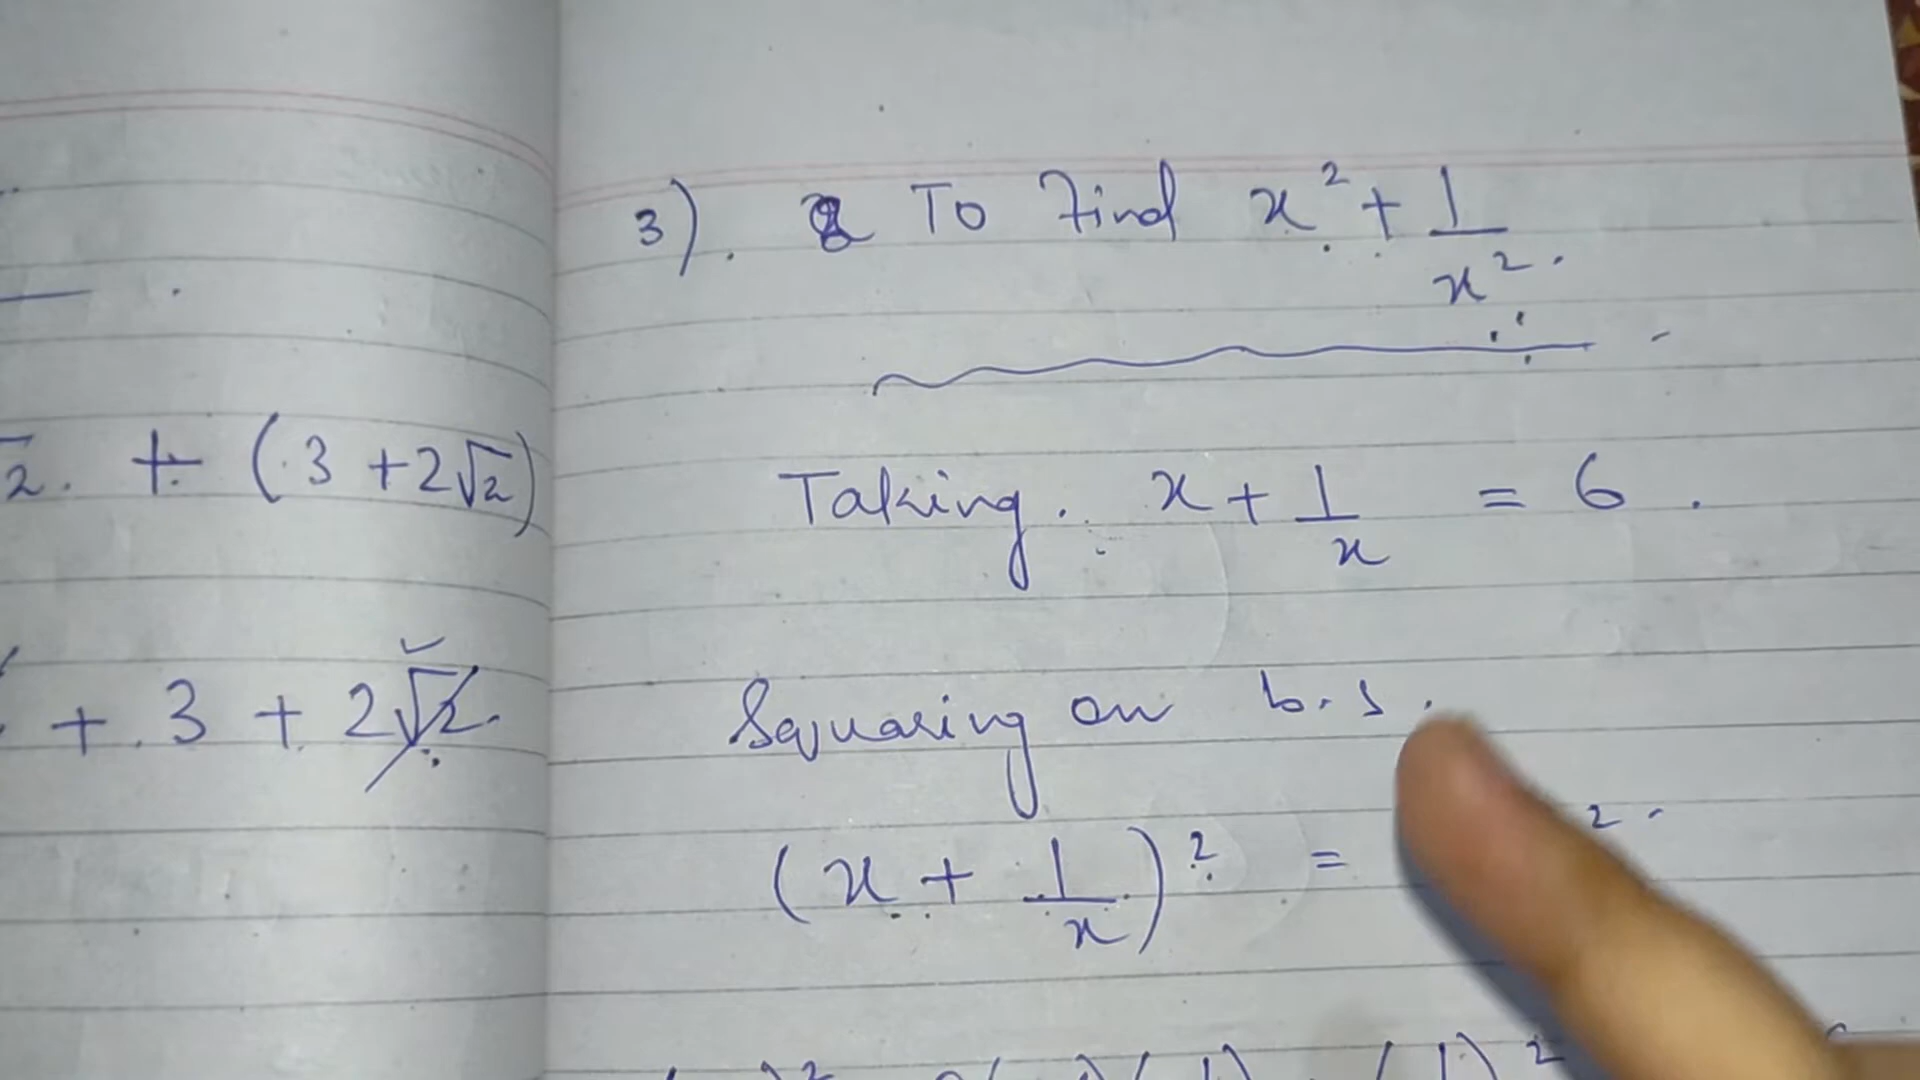 2. + (3 + 2√2)
+ 3 + 2√2
3). To Find x² + 1/x².
Taking. x + 1/x = 6.
Squaring on b.s.
(x + 1/x)² = ².